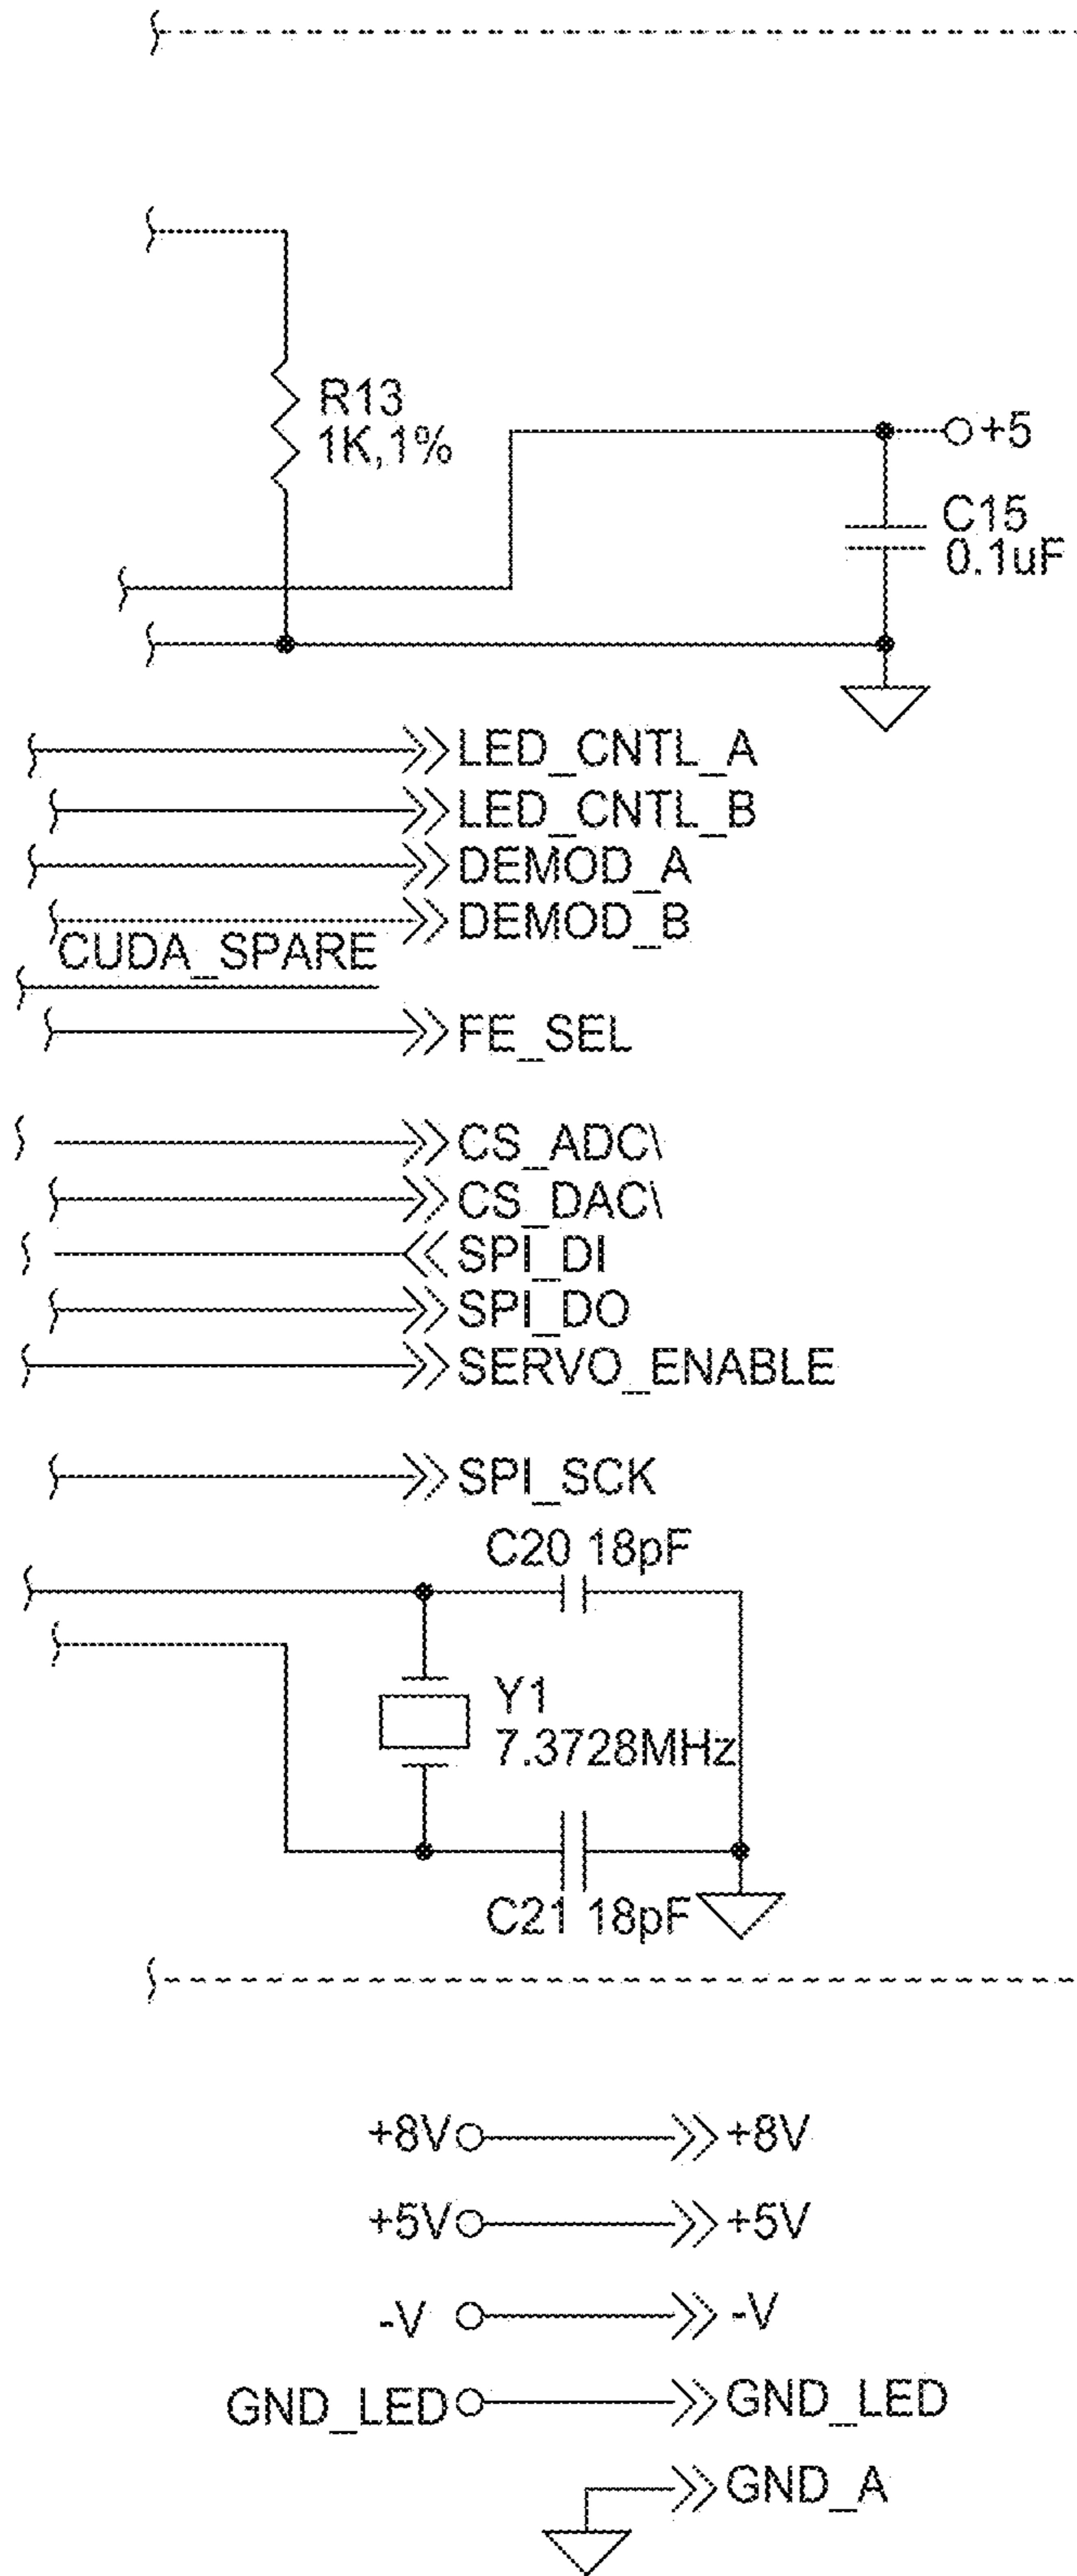 R13
1K,1%
+5
C15
0.1uF
LED_CNTL_A
LED_CNTL_B
DEMOD_A
DEMOD_B
CUDA_SPARE
FE_SEL
CS_ADC\
CS_DAC\
SPI_DI
SPI_DO
SERVO_ENABLE
SPI_SCK
C20 18pF
Y1
7.3728MHz
C21 18pF
+8V +8V
+5V +5V
-V -V
GND_LED GND_LED
GND_A